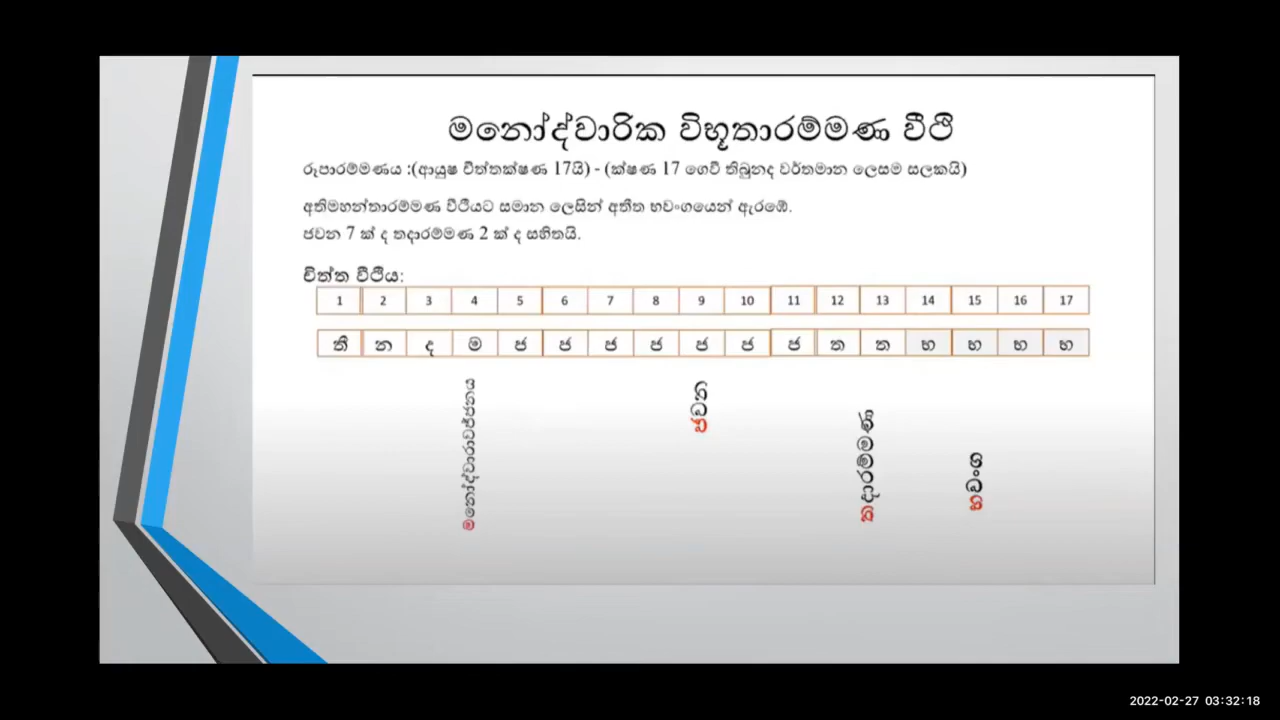 මනෝද්වාරික විභූතාරම්මණ වීථි
රූපාරම්මණය :(ආයුෂ චිත්තක්ෂණ 17යි) - (ක්ෂණ 17 ගෙවී තිබුනද වර්තමාන ලෙසම සලකයි)
අතිමහන්තාරම්මණ වීථියට සමාන ලෙසින් අතීත භවංගයෙන් ඇරඹේ.
ජවන 7 ක් ද තදාරම්මණ 2 ක් ද සහිතයි.
චිත්ත වීථිය:
1 2 3 4 5 6 7 8 9 10 11 12 13 14 15 16 17
තී න ද ම ජ ජ ජ ජ ජ ජ ජ ත ත භ භ භ භ
මනෝද්වාරාවජ්ජනය
ජවන
තදාරම්මණ
භවංග
2022-02-27 03:32:18